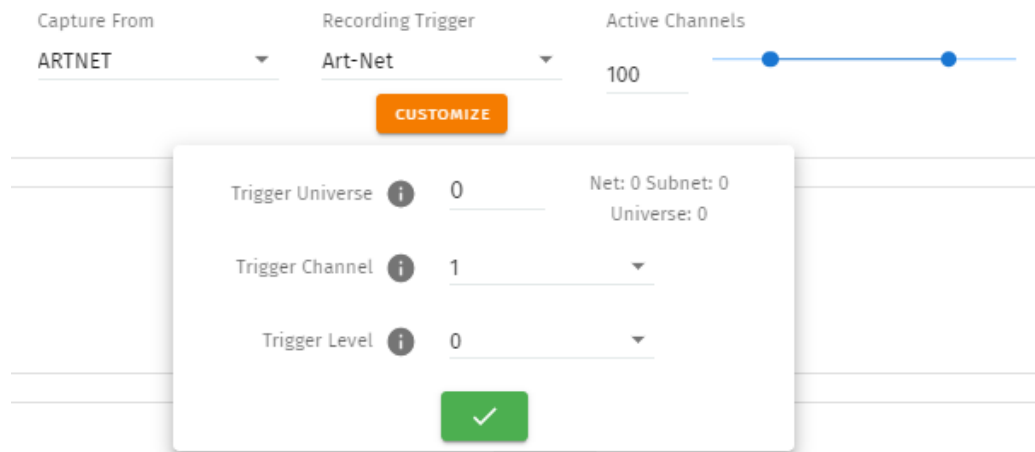 Capture From
Recording Trigger
Active Channels
ARTNET
Art-Net
100
CUSTOMIZE
Trigger Universe
0
Net: 0 Subnet: 0
Universe: 0
Trigger Channel
1
Trigger Level
0